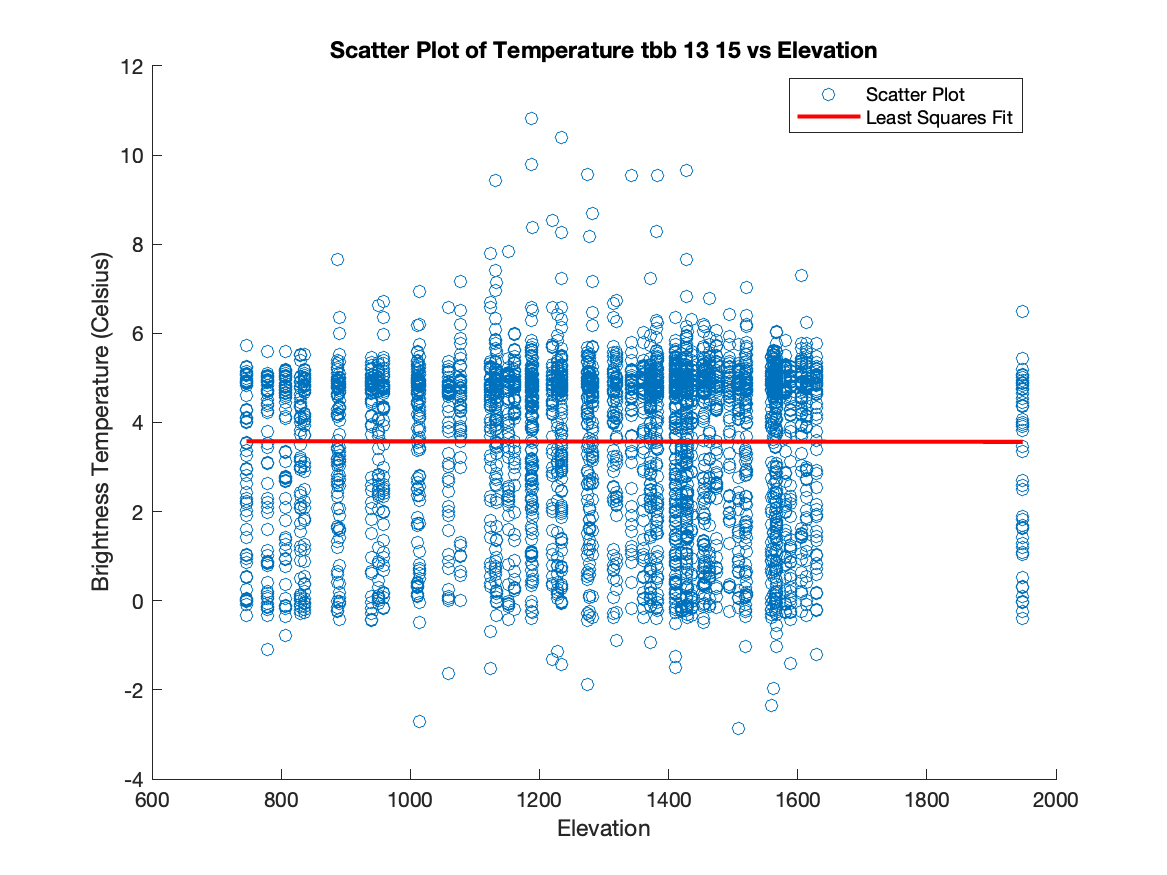 Scatter Plot of Temperature tbb 13 15 vs Elevation
Scatter Plot
Least Squares Fit
Brightness Temperature (Celsius)
12
10
8
6
4
2
0
-2
-4
600 800 1000 1200 1400 1600 1800 2000
Elevation